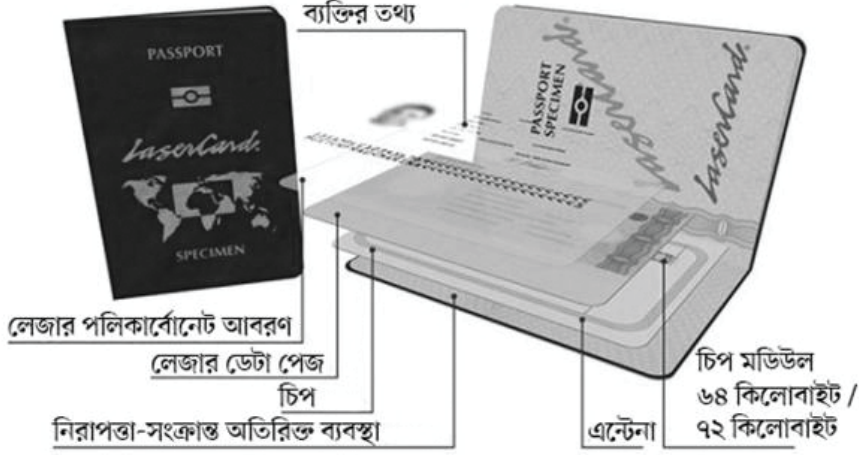 ব্যক্তির তথ্য
PASSPORT
LaserCard.
SPECIMEN
PASSPORT
SPECIMEN
LaserCard.
LaserCard.
লেজার পলিকার্বোনেট আবরণ
লেজার ডেটা পেজ
চিপ
নিরাপত্তা-সংক্রান্ত অতিরিক্ত ব্যবস্থা
এন্টেনা
চিপ মডিউল
৬৪ কিলোবাইট /
৭২ কিলোবাইট